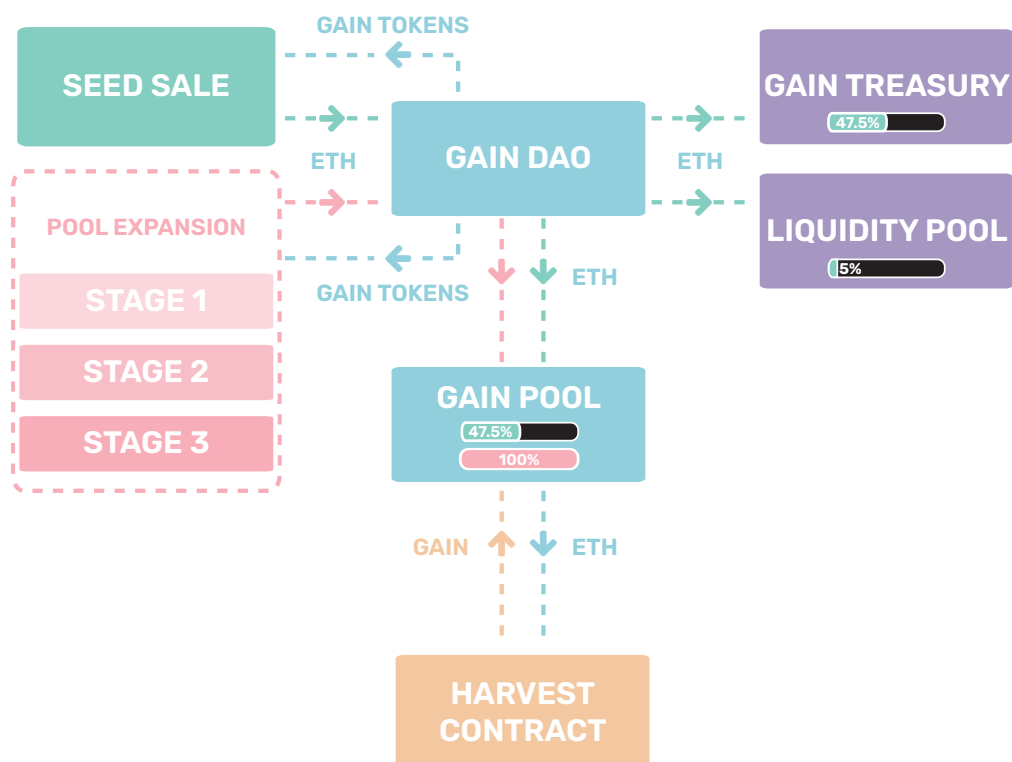 GAIN TOKENS
SEED SALE
GAIN TREASURY
47.5%
ETH
GAIN DAO
ETH
POOL EXPANSION
LIQUIDITY POOL
5%
GAIN TOKENS
ETH
STAGE 1
STAGE 2
STAGE 3
GAIN POOL
47.5%
100%
GAIN
ETH
HARVEST
CONTRACT